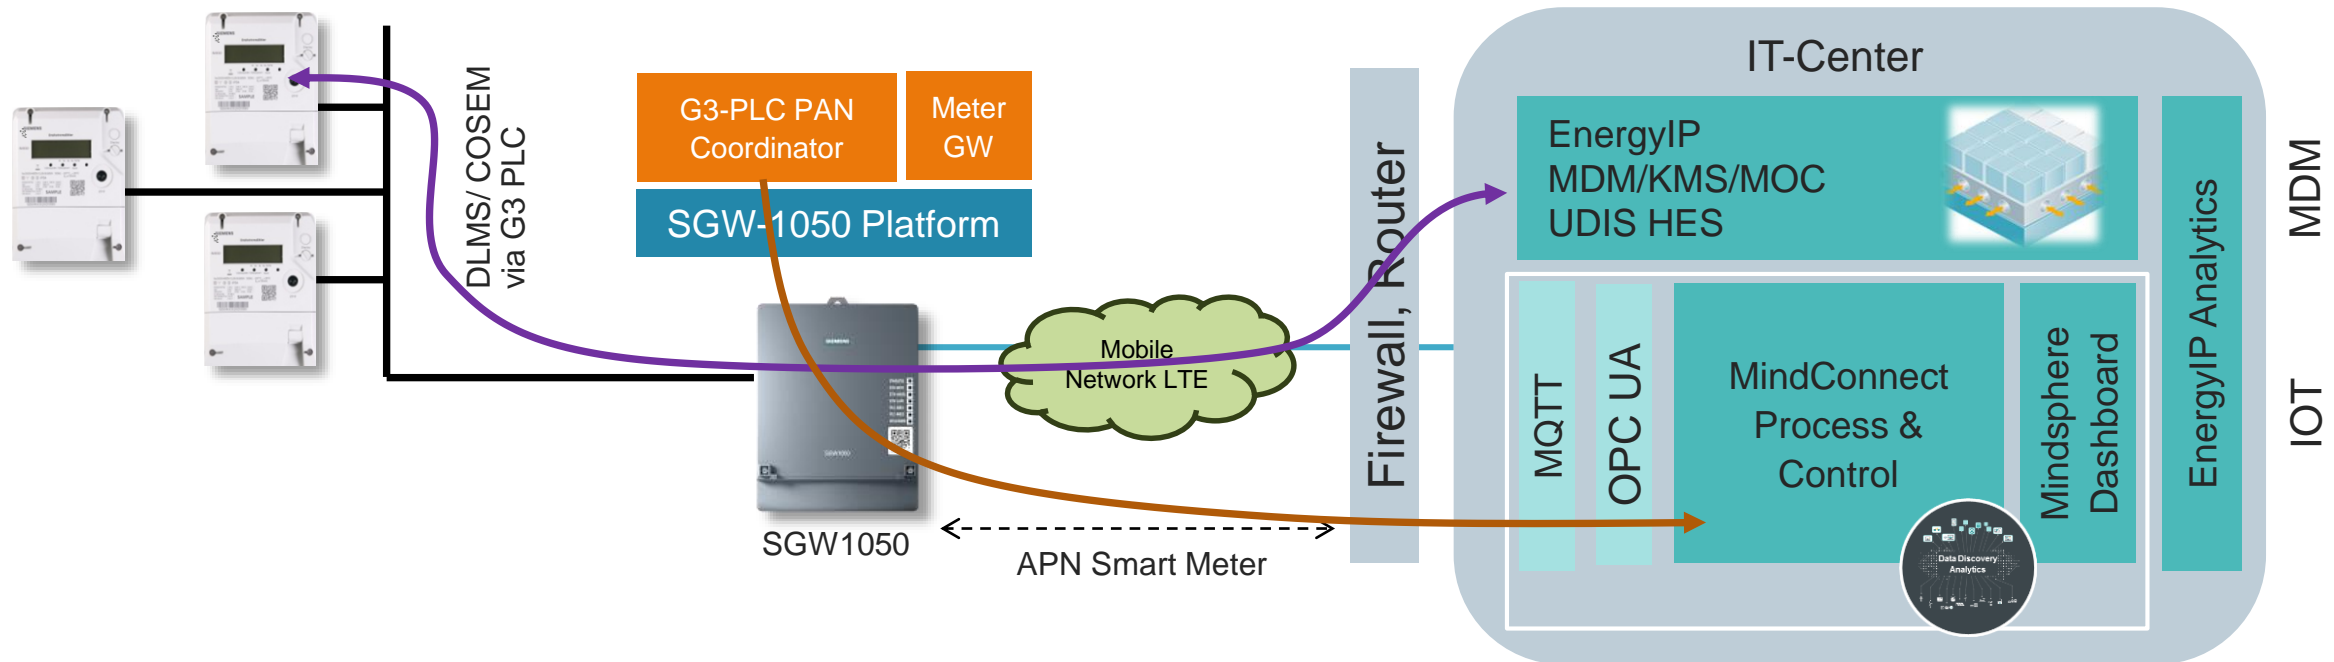 DLMS/ COSEM
via G3 PLC
G3-PLC PAN
Coordinator
Meter
GW
SGW-1050 Platform
SIEMENS
SGW1050
SGW1050
Mobile
Network LTE
APN Smart Meter
Firewall, Router
IT-Center
EnergyIP
MDM/KMS/MOC
UDIS HES
MQTT
OPC UA
MindConnect
Process &
Control
Mindsphere
Dashboard
Data Discovery
Analytics
EnergyIP Analytics
MDM
IOT